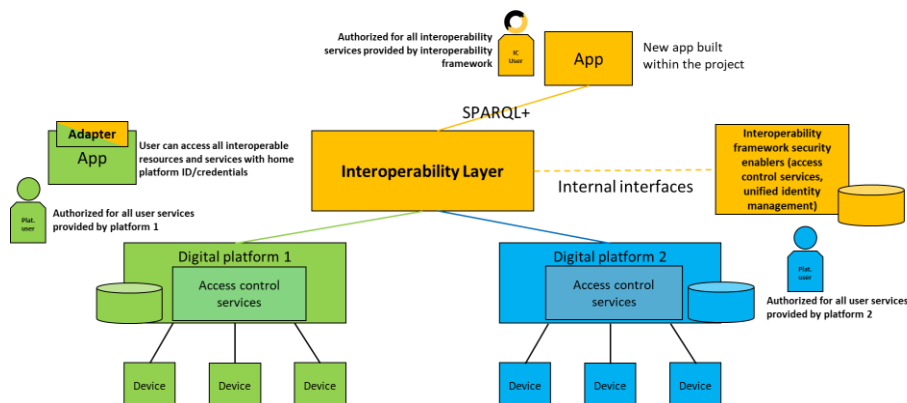 Authorized for all interoperability
services provided by interoperability
framework
IC
User
App
New app built
within the project
SPARQL+
Adapter
App
User can access all interoperable
resources and services with home
platform ID/credentials
Interoperability Layer
Internal interfaces
Interoperability
framework security
enablers (access
control services,
unified identity
management)
Plat.
user
Authorized for all user services
provided by platform 1
Digital platform 1
Access control
services
Digital platform 2
Access control
services
Plat.
user
Authorized for all user services
provided by platform 2
Device
Device
Device
Device
Device
Device